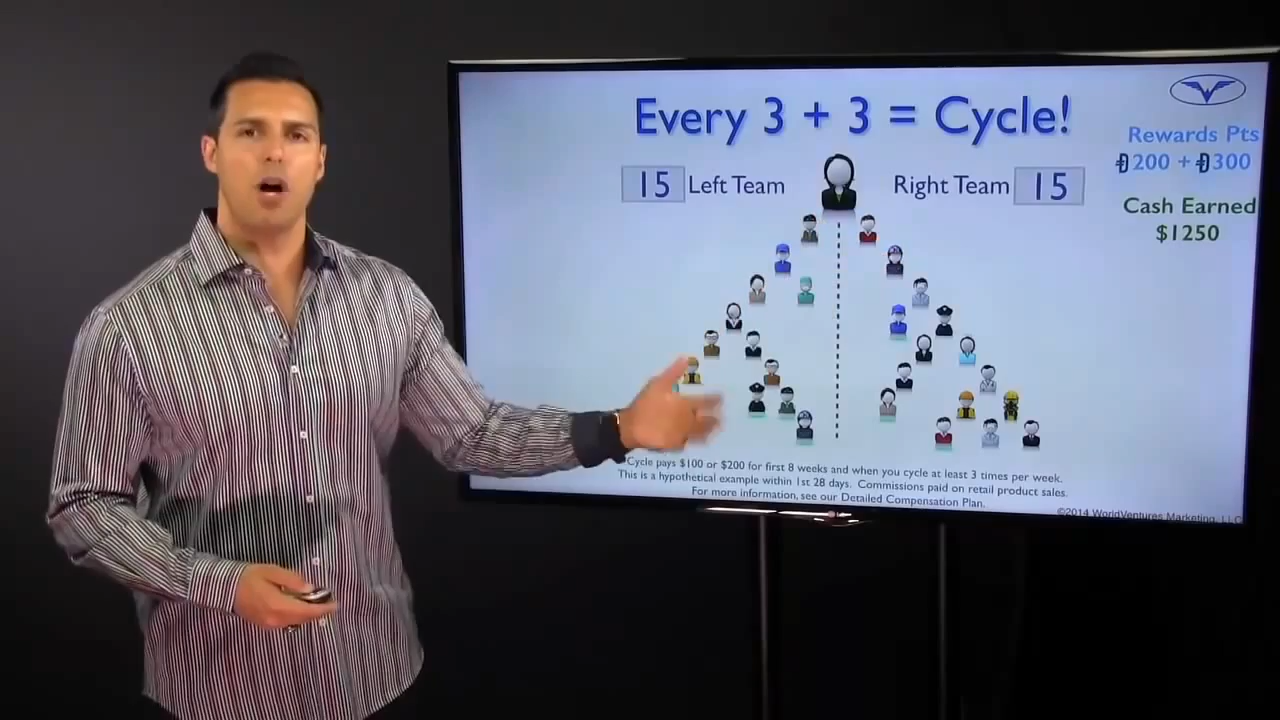 Every 3 + 3 = Cycle!
15 Left Team
Right Team 15
Rewards Pts
200 + 300
Cash Earned
$1250
Cycle pays $100 or $200 for first 8 weeks and when you cycle at least 3 times per week.
This is a hypothetical example within 1st 28 days. Commissions paid on retail product sales.
For more information, see our Detailed Compensation Plan.
©2014 WorldVentures Marketing, LLC